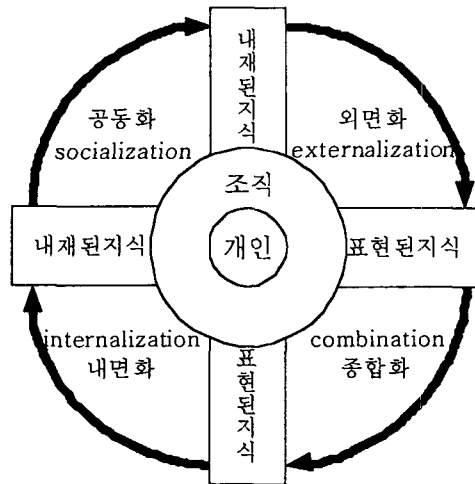 내재된지식
공동화
socialization
외면화
externalization
조직
내재된지식
개인
표현된지식
internalization
내면화
combination
종합화
표현된지식